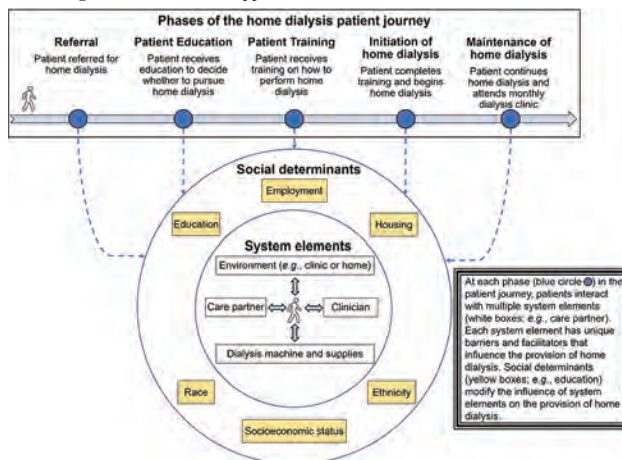 Phases of the home dialysis patient journey
Referral
Patient referred for
home dialysis
Patient Education
Patient receives
education to decide
whether to pursue
home dialysis
Patient Training
Patient receives
training on how to
perform home
dialysis
Initiation of
home dialysis
Patient completes
training and begins
home dialysis
Maintenance of
home dialysis
Patient continues
home dialysis and
attends monthly
dialysis clinic
Social determinants
Employment
Education
Housing
System elements
Environment (e.g., clinic or home)
Care partner
Clinician
Dialysis machine and supplies
Race
Ethnicity
Socioeconomic status
At each phase (blue circle) in the
patient journey, patients interact
with multiple system elements
(white boxes; e.g., care partner).
Each system element has unique
barriers and facilitators that
influence the provision of home
dialysis. Social determinants
(yellow boxes; e.g., education)
modify the influence of system
elements on the provision of home
dialysis.